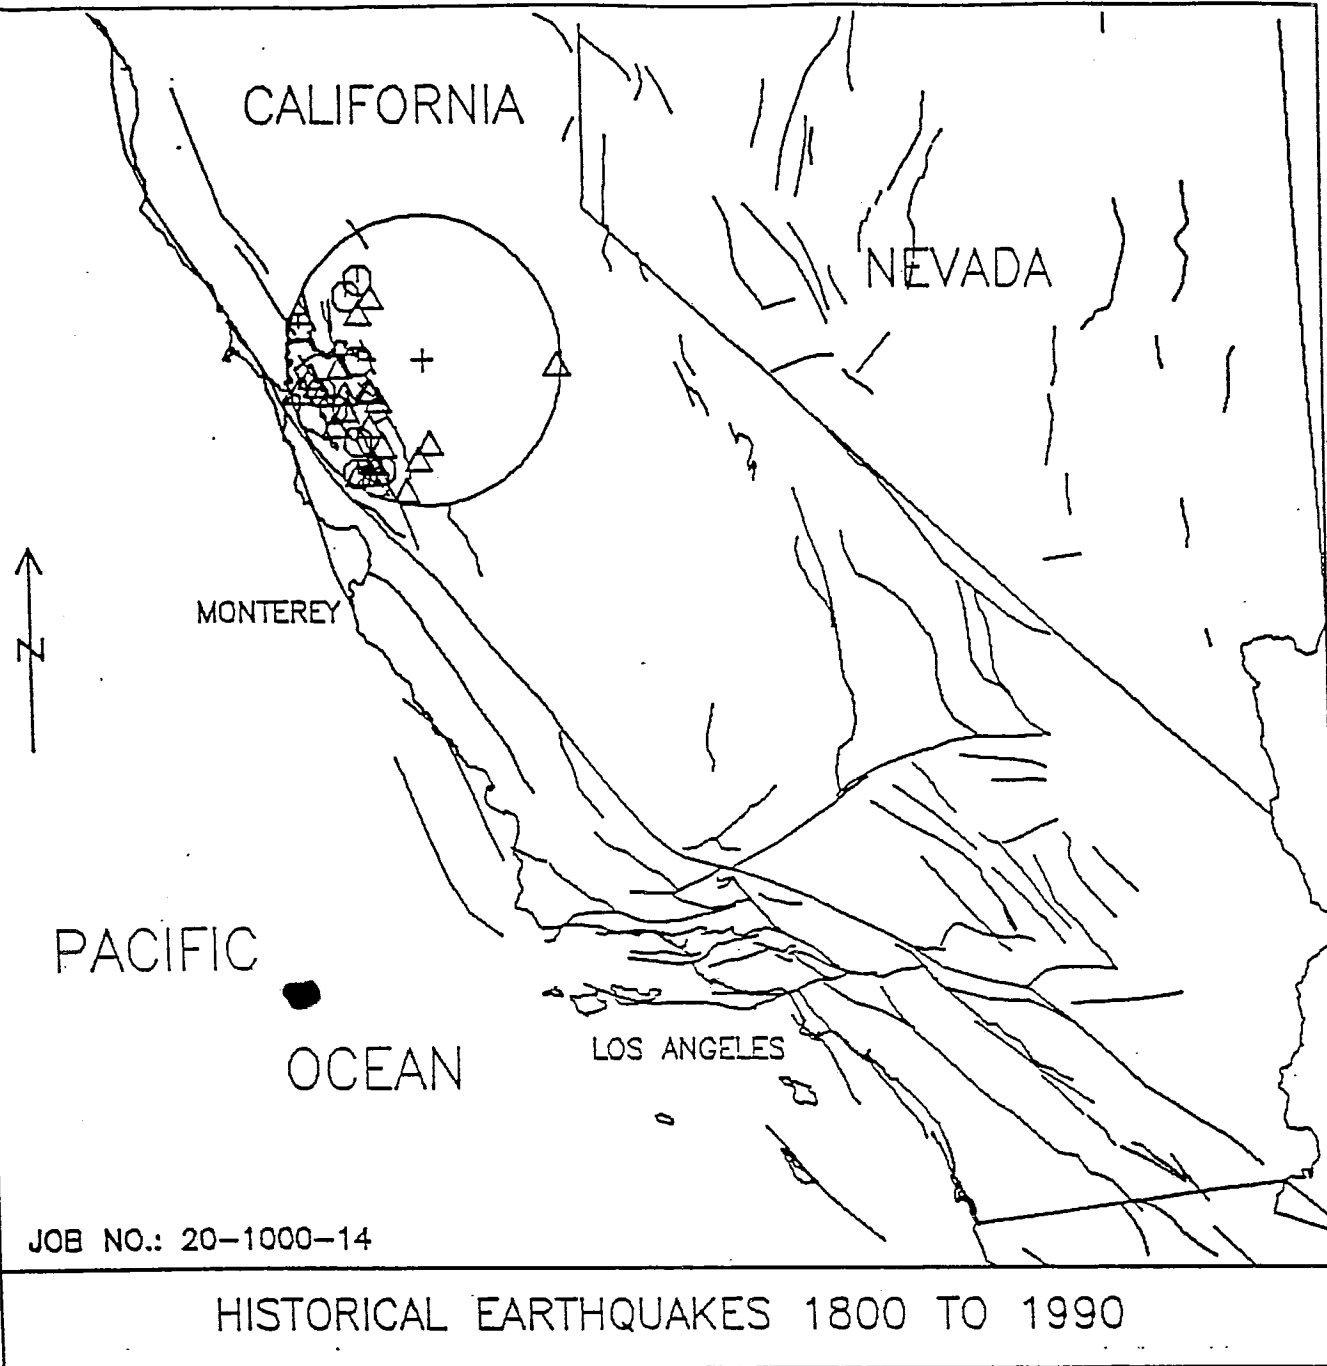 CALIFORNIA
NEVADA
MONTEREY
N
PACIFIC
OCEAN
LOS ANGELES
JOB NO.: 20-1000-14
HISTORICAL EARTHQUAKES 1800 TO 1990